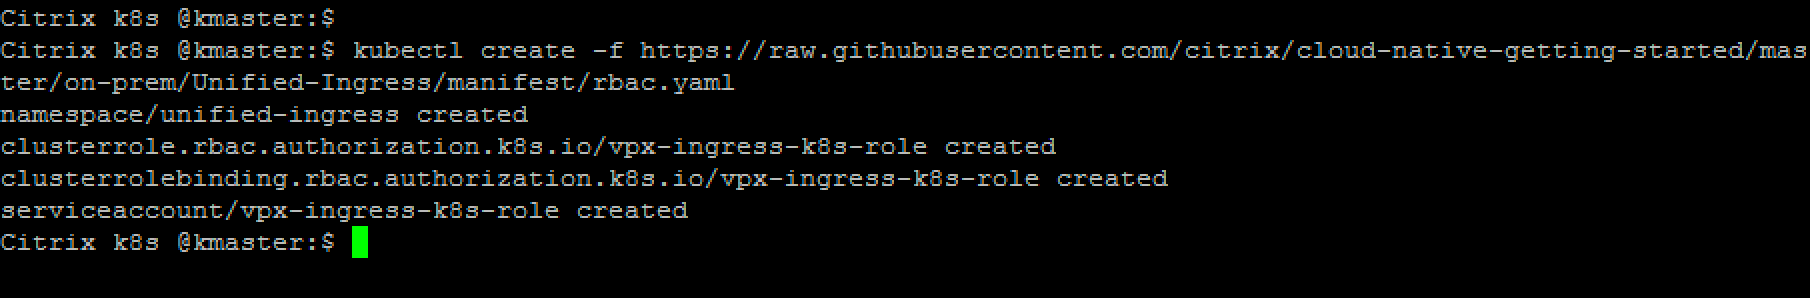 Citrix k8s @kmaster:$
Citrix k8s @kmaster:$ kubectl create -f https://raw.githubusercontent.com/citrix/cloud-native-getting-started/mas
ter/on-prem/Unified-Ingress/manifest/rbac.yaml
namespace/unified-ingress created
clusterrole.rbac.authorization.k8s.io/vpx-ingress-k8s-role created
clusterrolebinding.rbac.authorization.k8s.io/vpx-ingress-k8s-role created
serviceaccount/vpx-ingress-k8s-role created
Citrix k8s @kmaster:$